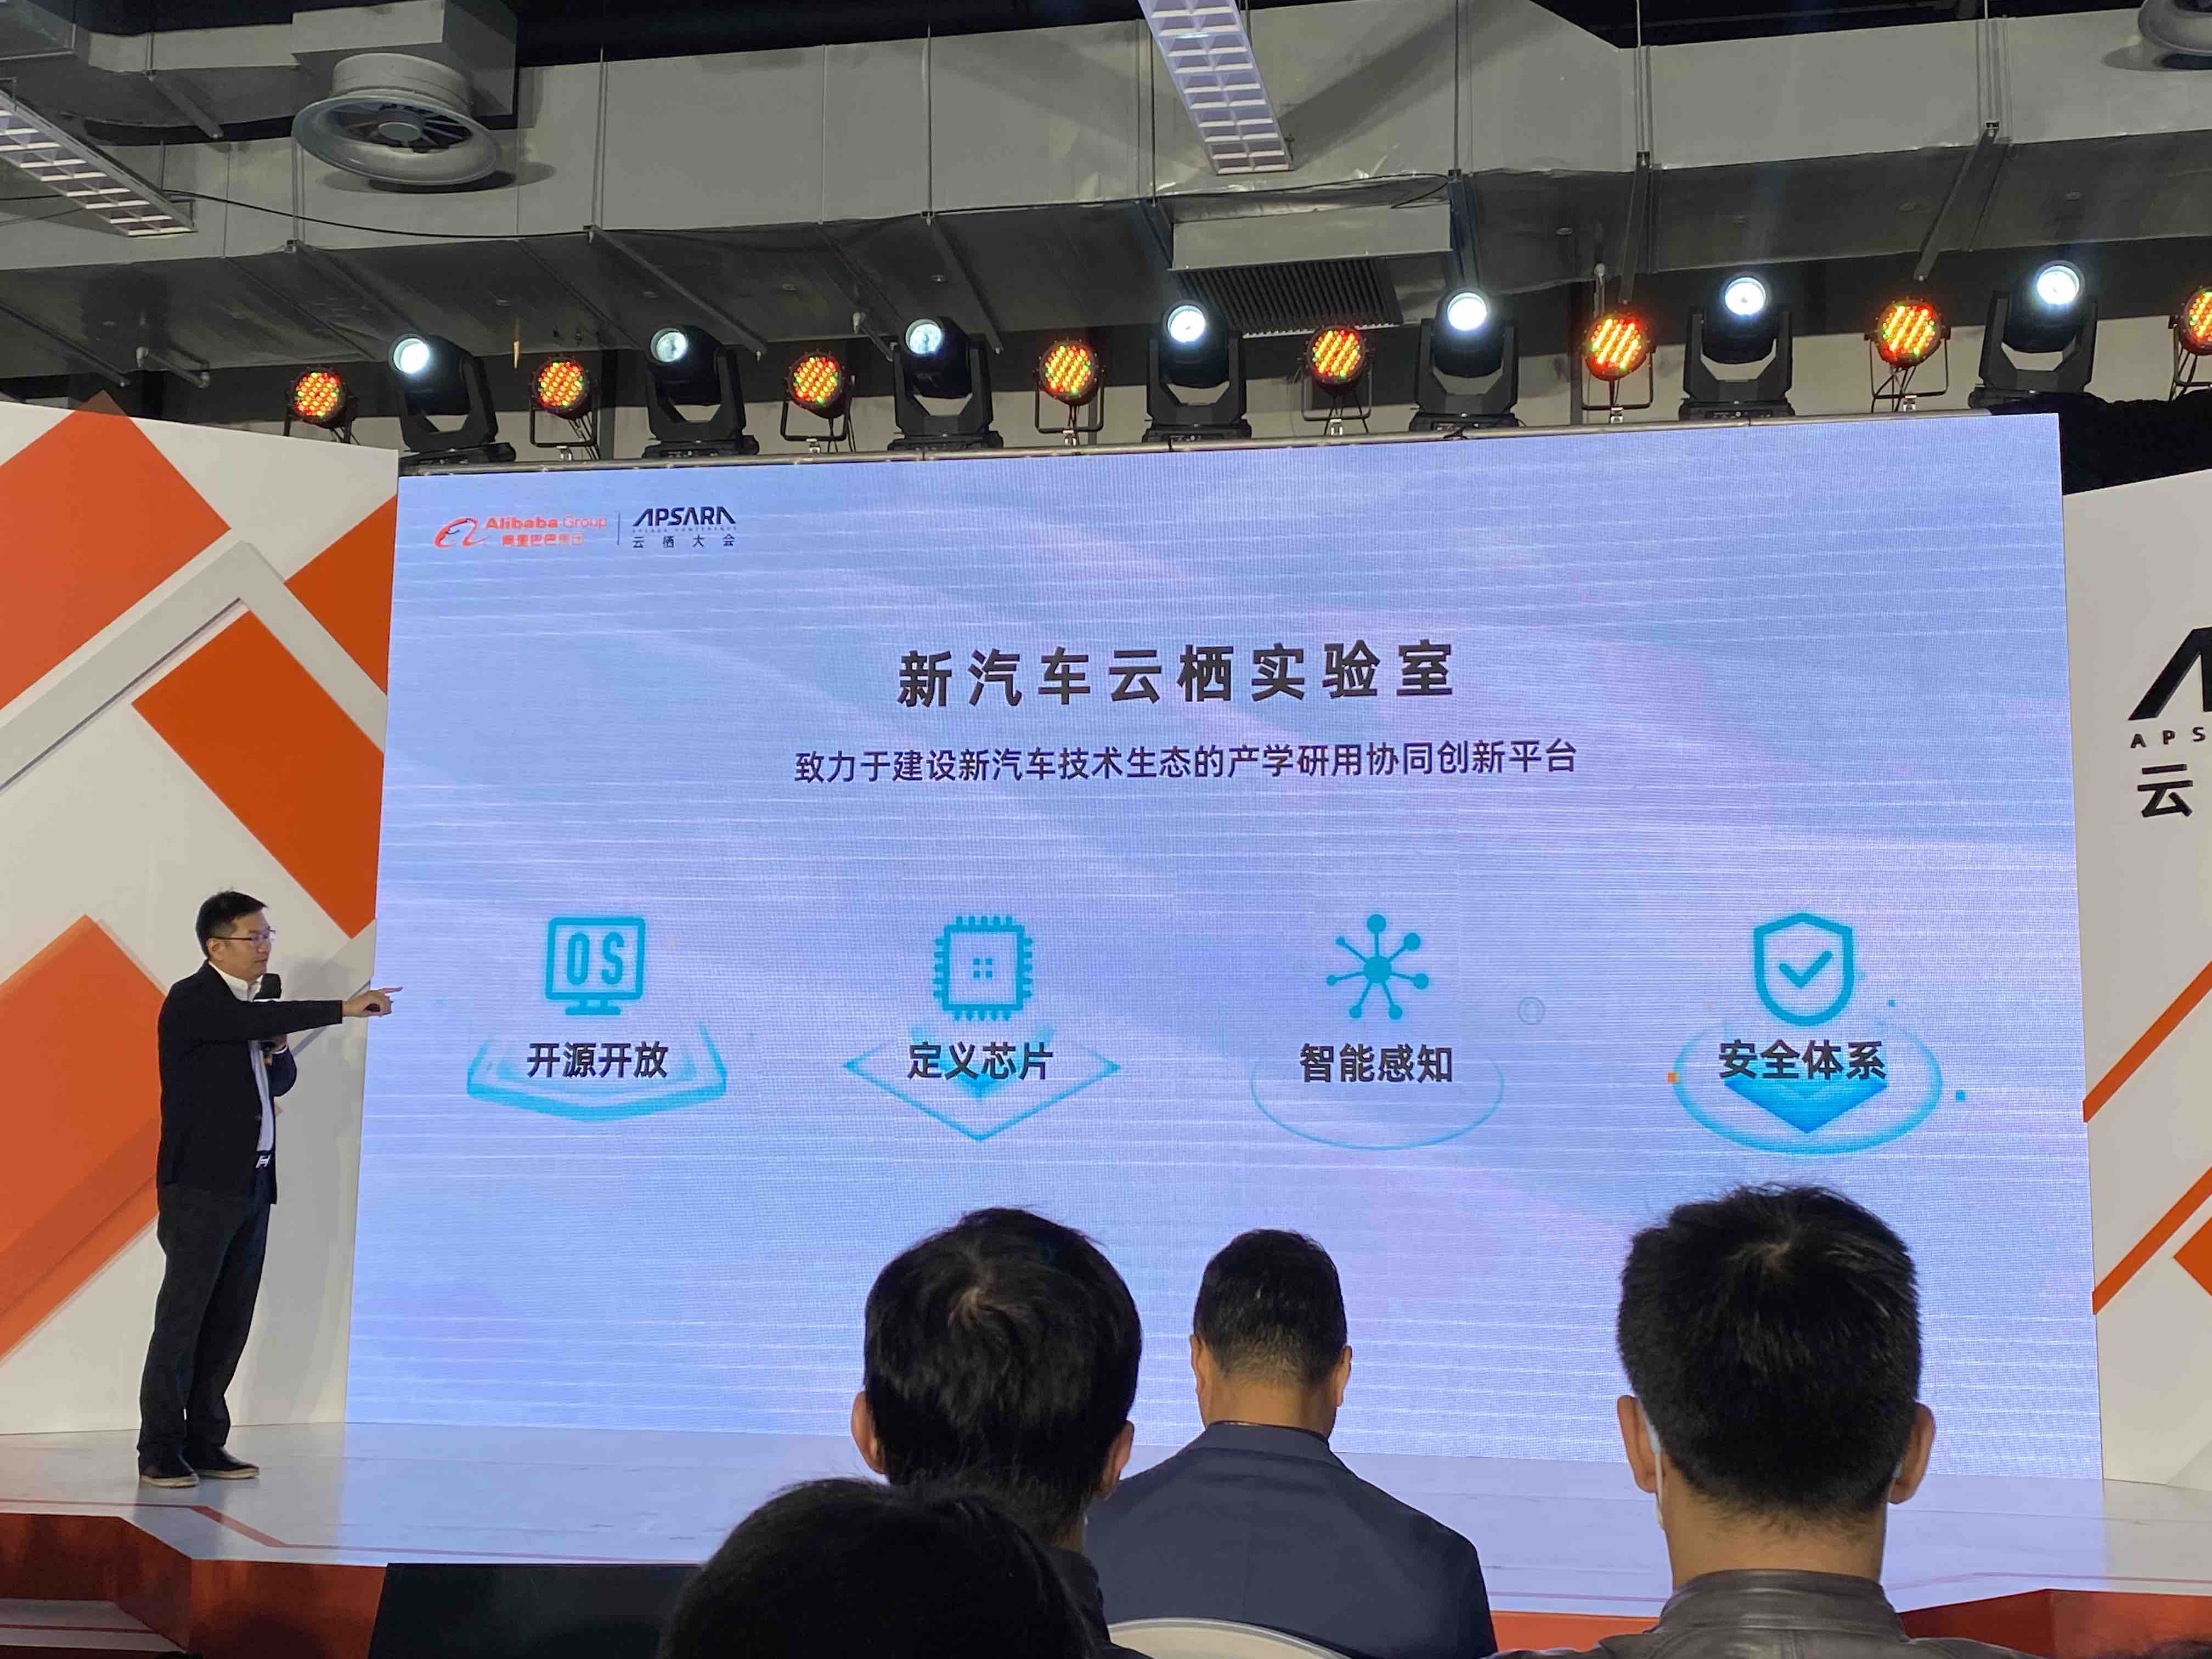 Alibaba Group
阿里巴巴集团
APSARA
云栖大会
新汽车云栖实验室
致力于建设新汽车技术生态的产学研用协同创新平台
OS
开源开放
定义芯片
智能感知
安全体系
APS
云